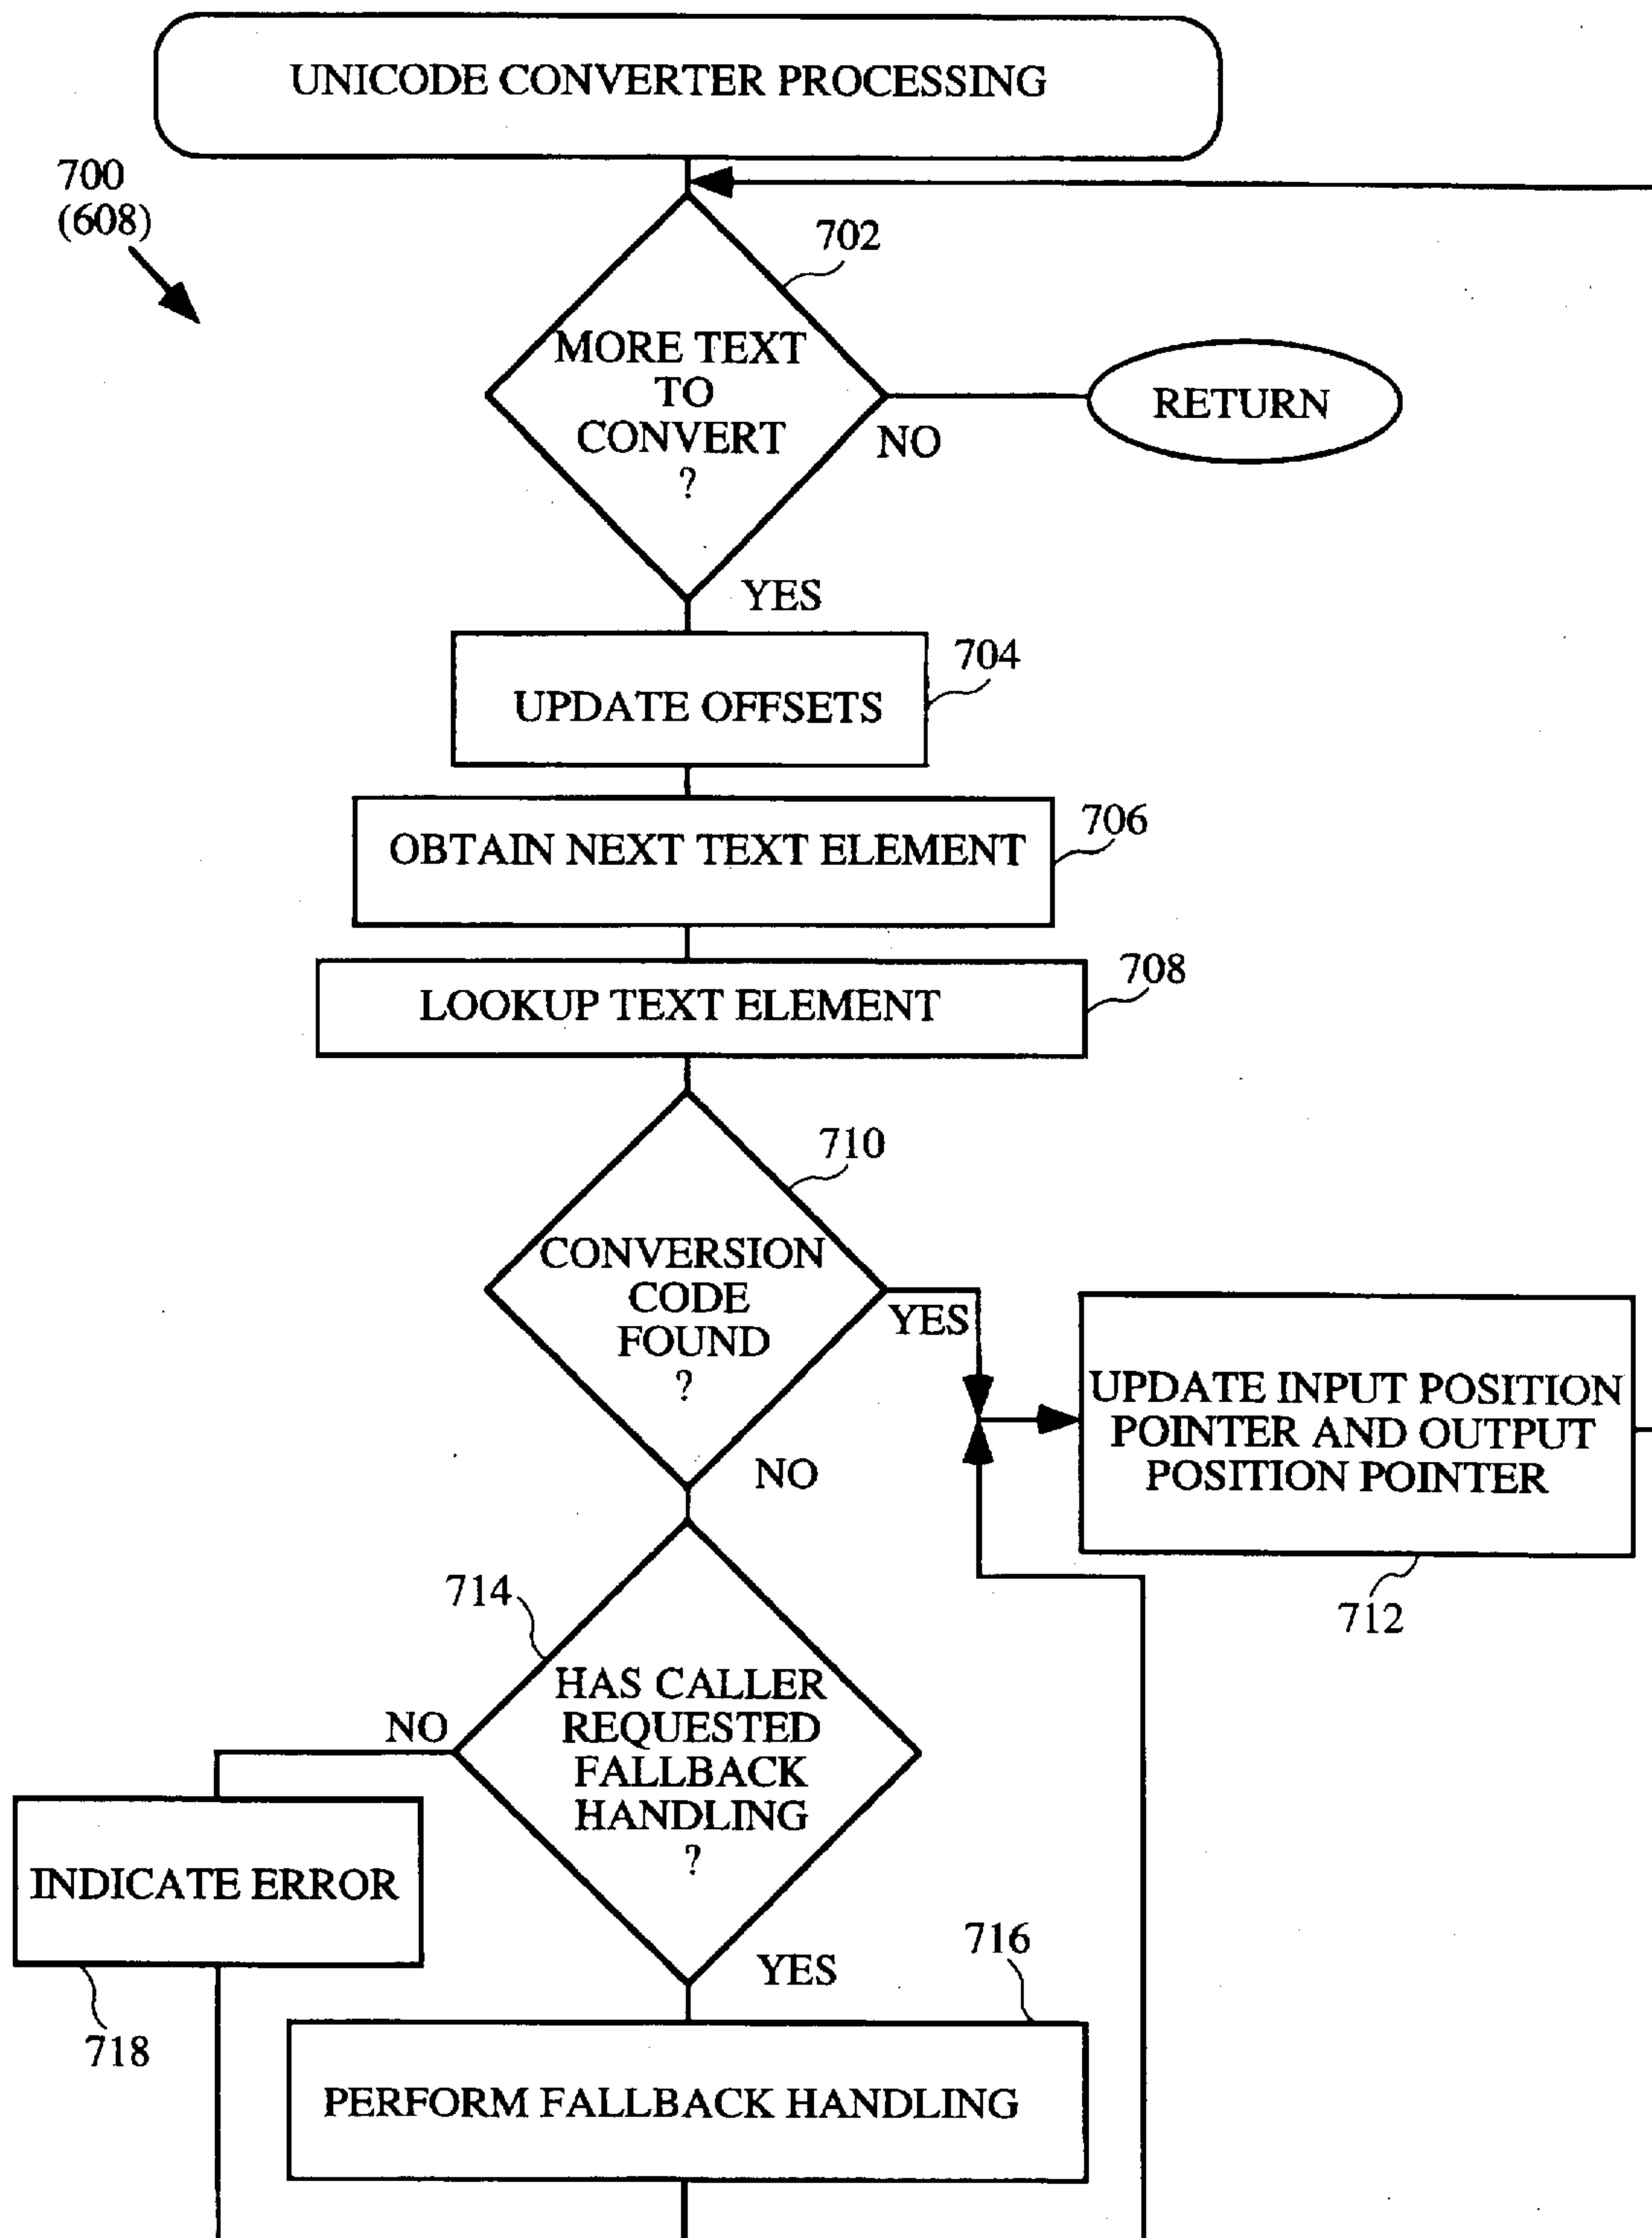 UNICODE CONVERTER PROCESSING
700
(608)
702
MORE TEXT
TO
CONVERT
?
NO
RETURN
YES
704
UPDATE OFFSETS
706
OBTAIN NEXT TEXT ELEMENT
708
LOOKUP TEXT ELEMENT
710
CONVERSION
CODE
FOUND
?
YES
NO
UPDATE INPUT POSITION
POINTER AND OUTPUT
POSITION POINTER
712
714
HAS CALLER
REQUESTED
FALLBACK
HANDLING
?
NO
INDICATE ERROR
718
YES
716
PERFORM FALLBACK HANDLING